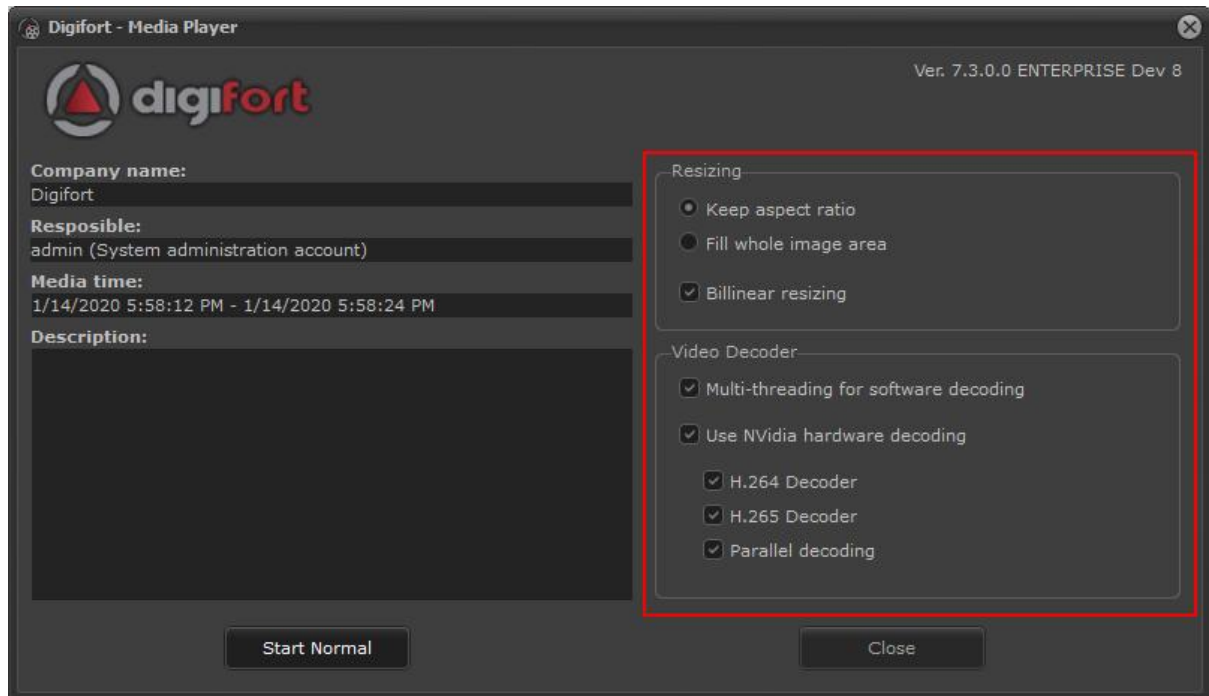 Digifort - Media Player
digifort
Ver. 7.3.0.0 ENTERPRISE Dev 8
Company name:
Digifort
Resposible:
admin (System administration account)
Media time:
1/14/2020 5:58:12 PM - 1/14/2020 5:58:24 PM
Description:
Resizing
Keep aspect ratio
Fill whole image area
Billinear resizing
Video Decoder
Multi-threading for software decoding
Use NVidia hardware decoding
H.264 Decoder
H.265 Decoder
Parallel decoding
Start Normal
Close